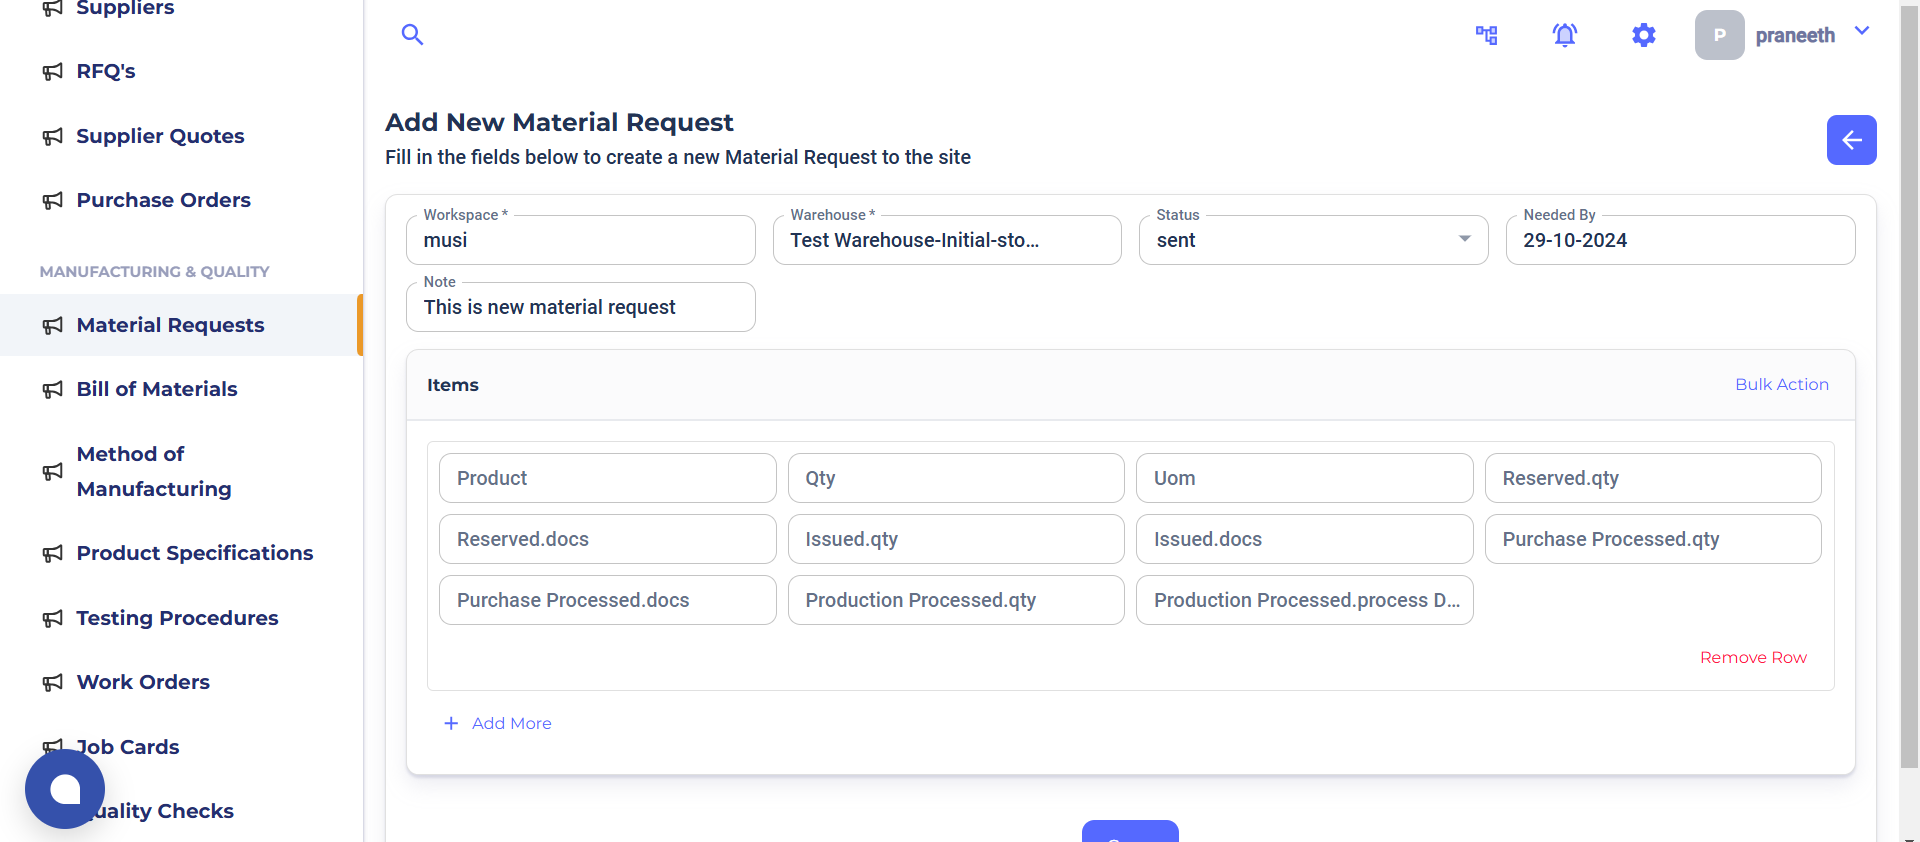 Suppliers
RFQ's
Supplier Quotes
Purchase Orders
MANUFACTURING & QUALITY
Material Requests
Bill of Materials
Method of
Manufacturing
Product Specifications
Testing Procedures
Work Orders
Job Cards
uality Checks
P
praneeth
Add New Material Request
Fill in the fields below to create a new Material Request to the site
Workspace *
musi
Warehouse *
Test Warehouse-Initial-sto...
Status
sent
Needed By
29-10-2024
Note
This is new material request
Items
Bulk Action
Product
Qty
Uom
Reserved.qty
Reserved.docs
Issued.qty
Issued.docs
Purchase Processed.qty
Purchase Processed.docs
Production Processed.qty
Production Processed.process D...
Remove Row
+ Add More